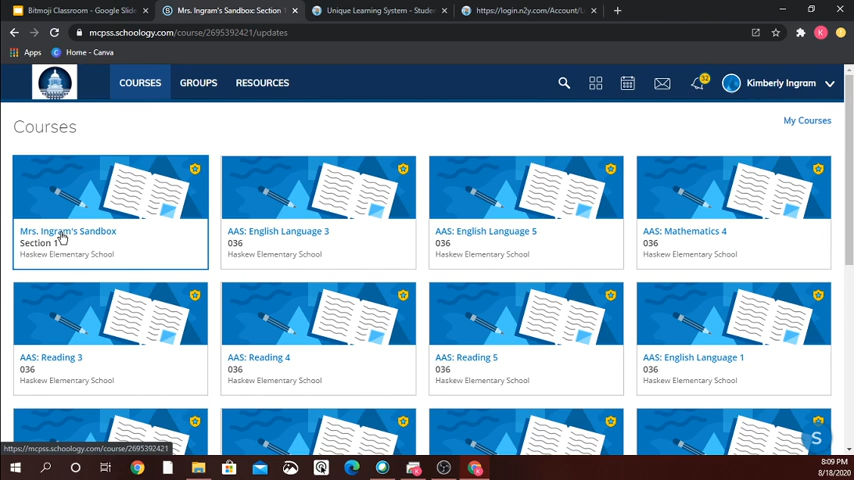 Bitmoji Classroom - Google Slide
Mrs. Ingram's Sandbox: Section 1
Unique Learning System - Stude
https://login.n2y.com/Account/L
mcpss.schoology.com/course/2695392421/updates
K
Apps
Home - Canva
COURSES
GROUPS
RESOURCES
32
Kimberly Ingram
Courses
My Courses
Mrs. Ingram's Sandbox
Section 1
Haskew Elementary School
AAS: English Language 3
036
Haskew Elementary School
AAS: English Language 5
036
Haskew Elementary School
AAS: Mathematics 4
036
Haskew Elementary School
AAS: Reading 3
036
Haskew Elementary School
AAS: Reading 4
036
Haskew Elementary School
AAS: Reading 5
036
Haskew Elementary School
AAS: English Language 1
036
Haskew Elementary School
S
https://mcpss.schoology.com/course/2695392421
8:09 PM
8/18/2020